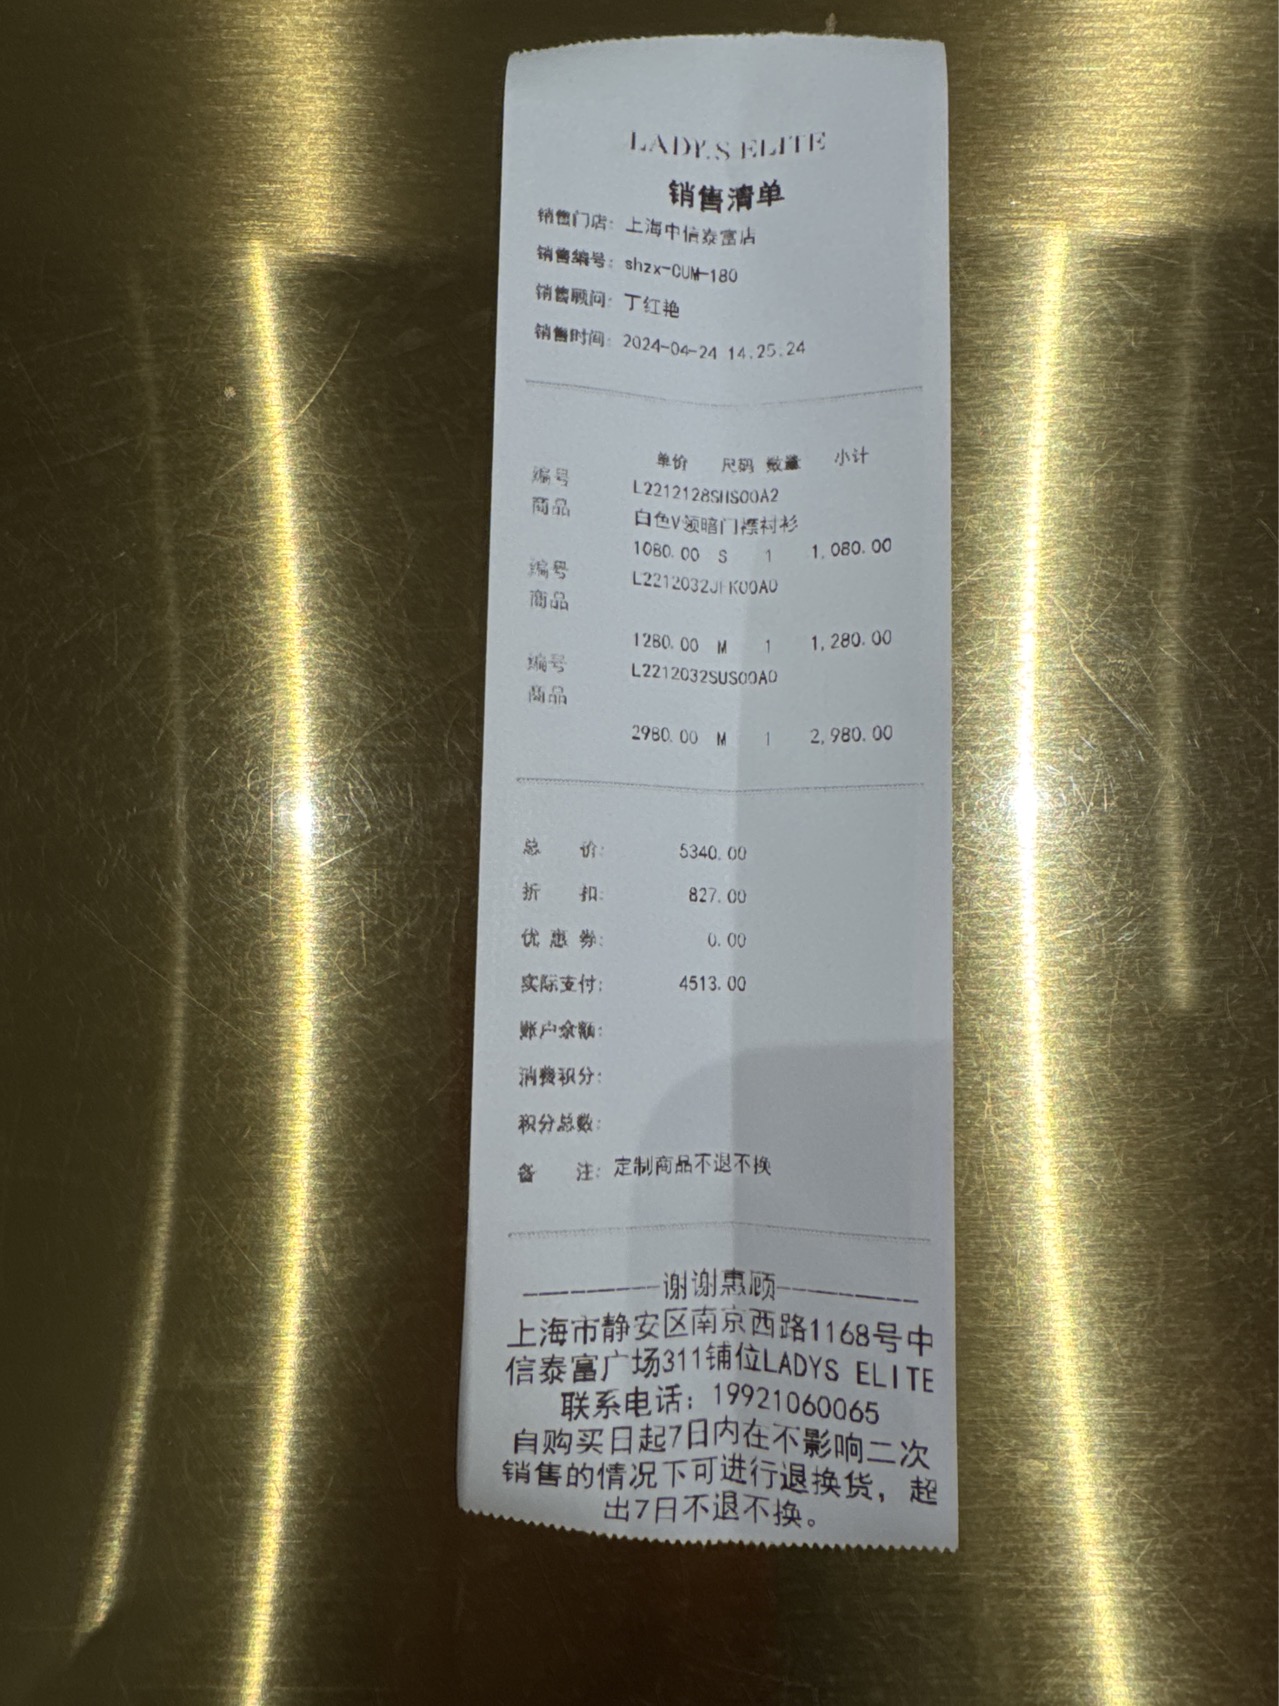 LADYS ELITE
销售清单
销售门店: 上海中信泰富店
销售编号: shzx-CUM-180
销售顾问: 丁红艳
销售时间: 2024-04-24 14:25:24
单价 尺码 数量 小计
编号 L2212128SHS00A2
商品 白色V领暗门襟衬衫
1080.00 S 1 1,080.00
编号 L2212032JFK00A0
商品
1280.00 M 1 1,280.00
编号 L2212032SUS00A0
商品
2980.00 M 1 2,980.00
总 价: 5340.00
折 扣: 827.00
优 惠 券: 0.00
实际支付: 4513.00
账户余额:
消费积分:
积分总数:
备 注: 定制商品不退不换
----------谢谢惠顾----------
上海市静安区南京西路1168号中
信泰富广场311铺位LADYS ELITE
联系电话: 19921060065
自购买日起7日内在不影响二次
销售的情况下可进行退换货, 超
出7日不退不换。